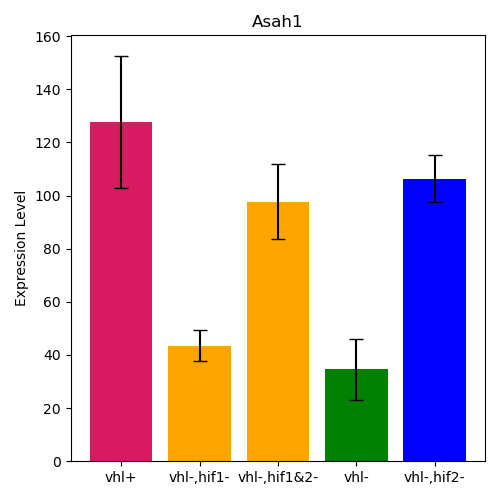 Asah1
Expression Level
160
140
120
100
80
60
40
20
0
vhl+
vhl-,hif1-
vhl-,hif1&2-
vhl-
vhl-,hif2-